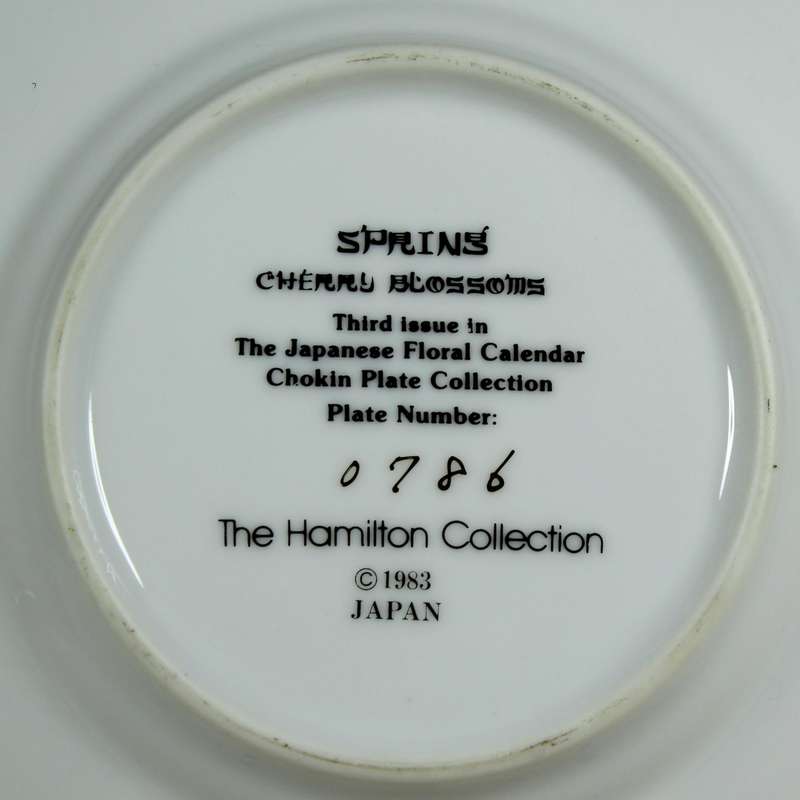 SPRING
CHERRY BLOSSOMS
Third issue in
The Japanese Floral Calendar
Chokin Plate Collection
Plate Number:
0786
The Hamilton Collection
©1983
JAPAN